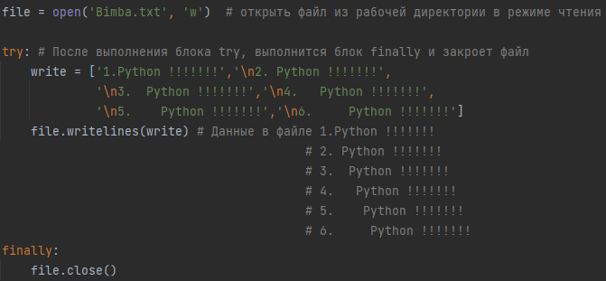 file = open('Bimba.txt', 'w')  # открыть файл из рабочей директории в режиме чтения
try: # После выполнения блока try, выполнится блок finally и закроет файл
    write = ['1.Python !!!!!!!','\n2. Python !!!!!!!',
             '\n3.  Python !!!!!!!','\n4.   Python !!!!!!!',
             '\n5.    Python !!!!!!!','\n6.     Python !!!!!!!']
    file.writelines(write) # Данные в файле 1.Python !!!!!!!
                                         # 2. Python !!!!!!!
                                         # 3.  Python !!!!!!!
                                         # 4.   Python !!!!!!!
                                         # 5.    Python !!!!!!!
                                         # 6.     Python !!!!!!!
finally:
    file.close()